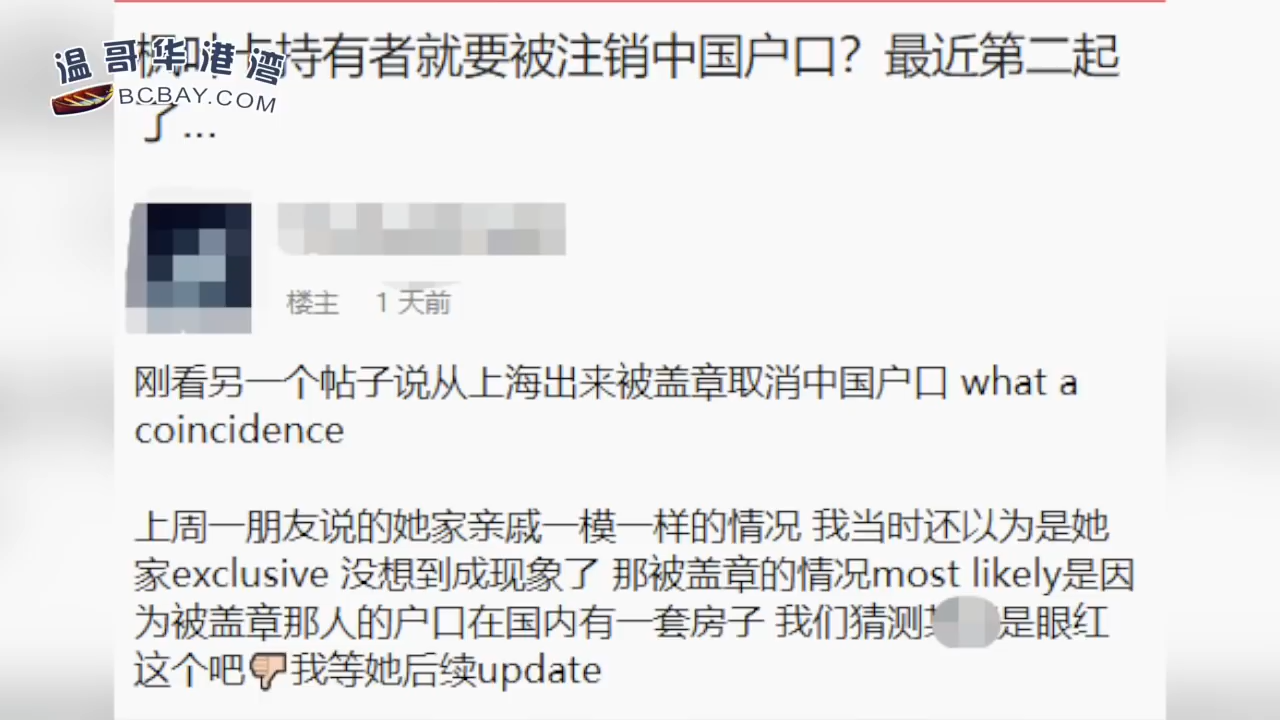 温哥华港湾
BCBAY.COM
卡持有者就要被注销中国户口？最近第二起
了...
楼主 1 天前
刚看另一个帖子说从上海出来被盖章取消中国户口 what a
coincidence
上周一朋友说的她家亲戚一模一样的情况 我当时还以为是她
家exclusive 没想到成现象了 那被盖章的情况most likely是因
为被盖章那人的户口在国内有一套房子 我们猜测某是眼红
这个吧👎我等她后续update